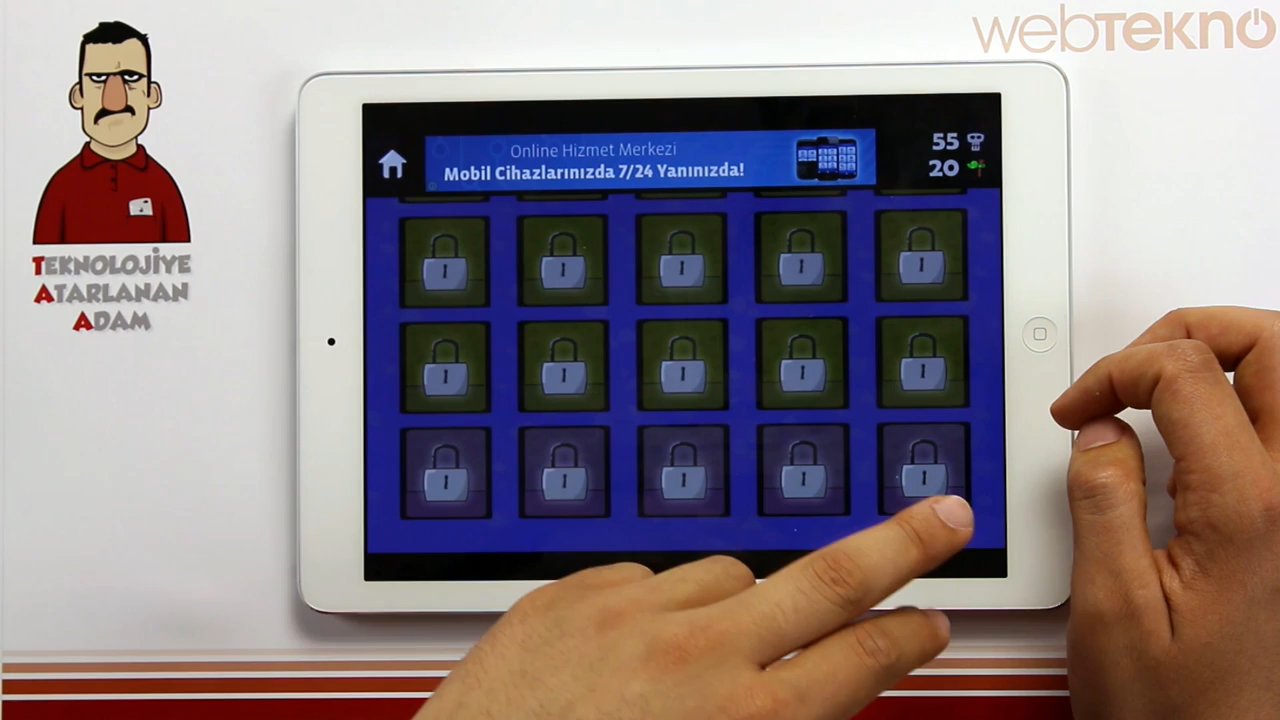 webTEKNO
Online Hizmet Merkezi
Mobil Cihazlarınızda 7/24 Yanınızda!
55
20
TEKNOLOJİYE
ATARLANAN
ADAM